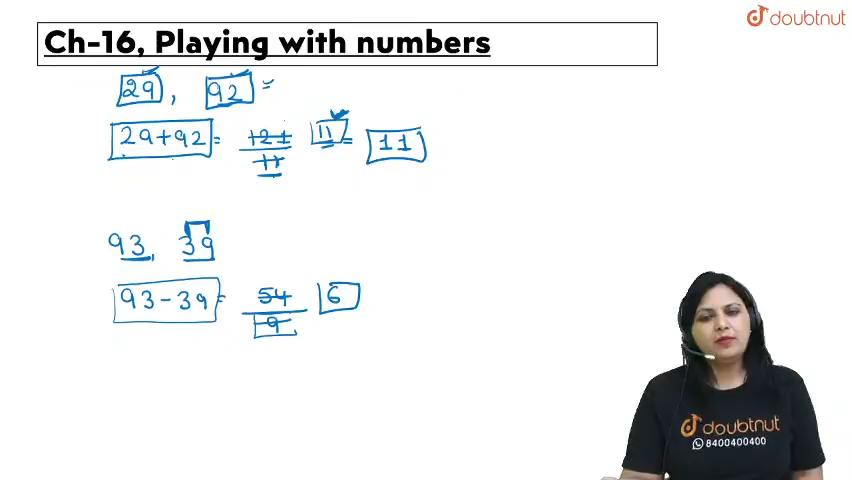 doubtnut
Ch-16, Playing with numbers
29, 92 =
29+92 = 121/11 11 = 11
93, 39
93-39 = 54/9 6
doubtnut
8400400400